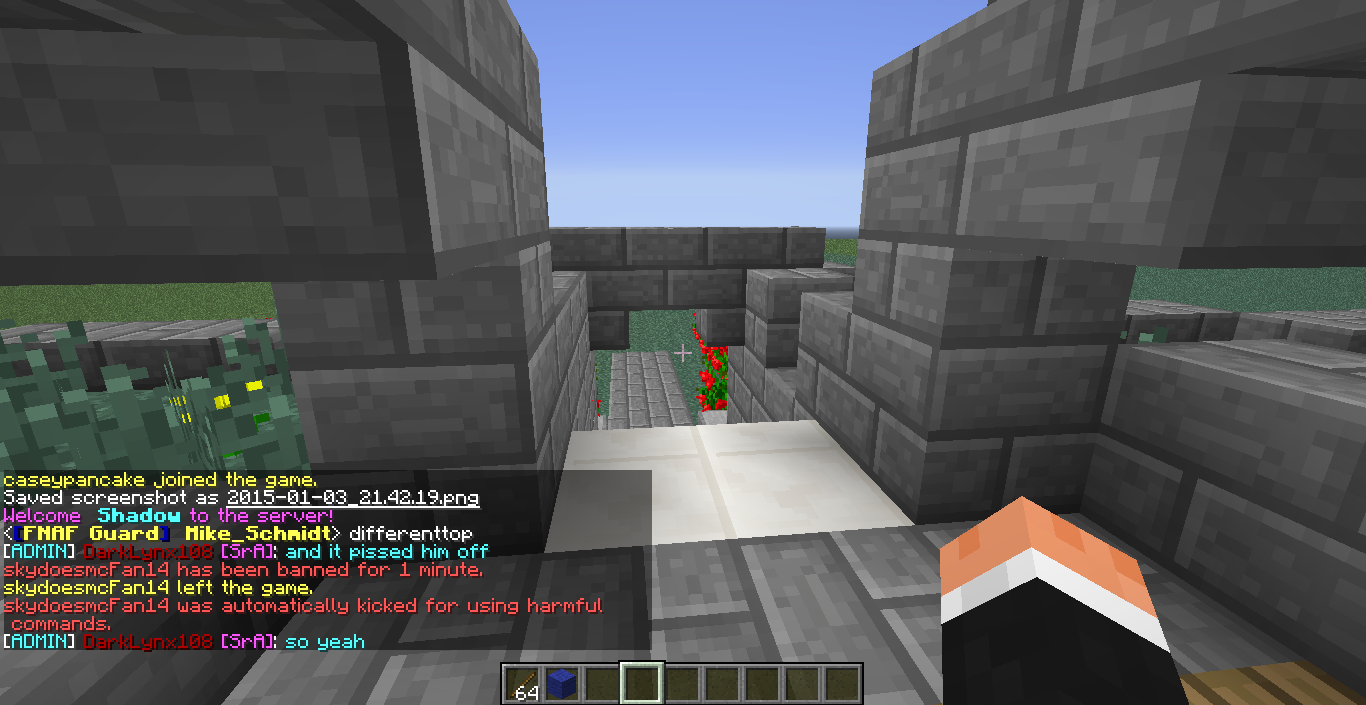 caseypancake joined the game.
Saved screenshot as 2015-01-03_21.42.19.png
Welcome Shadow to the server!
<[FNAF Guard] Mike_Schmidt> differenttop
[ADMIN] DarkLynx108 [SrA]: and it pissed him off
skydoesmcFan14 has been banned for 1 minute.
skydoesmcFan14 left the game.
skydoesmcFan14 was automatically kicked for using harmful
commands.
[ADMIN] DarkLynx108 [SrA]: so yeah
64